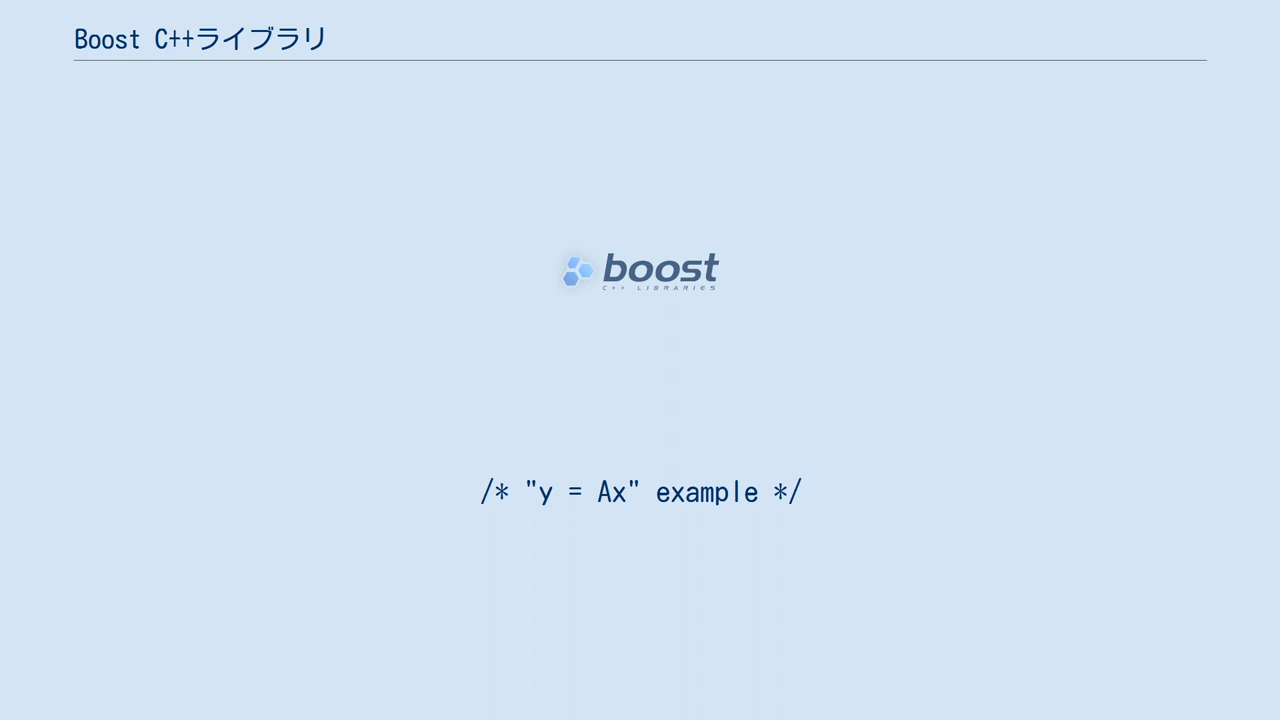 Boost C++ライブラリ
boost
C++ LIBRARIES
/* "y = Ax" example */